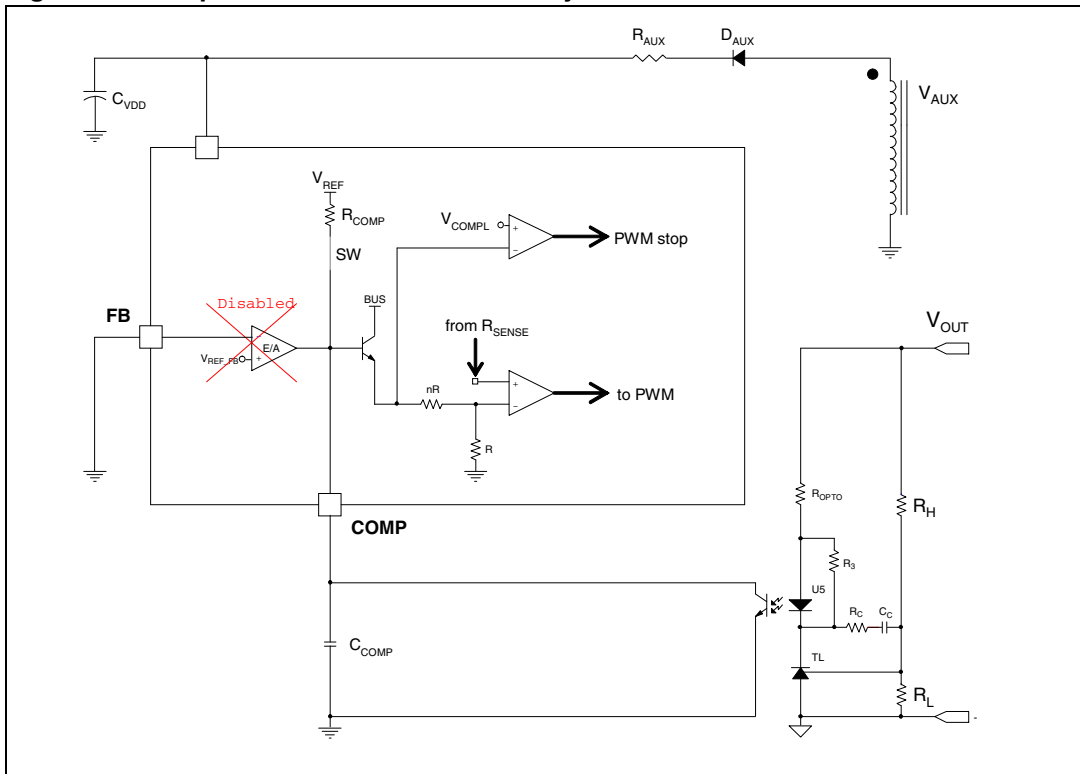 R_AUX
D_AUX
C_VDD
V_AUX
V_REF
R_COMP
V_COMPL
+
-
PWM stop
SW
Disabled
BUS
FB
-
E/A
V_REF_FB
+
from R_SENSE
+
-
to PWM
nR
R
V_OUT
COMP
R_OPTO
R_H
R_3
U5
R_C
C_C
C_COMP
TL
R_L
-